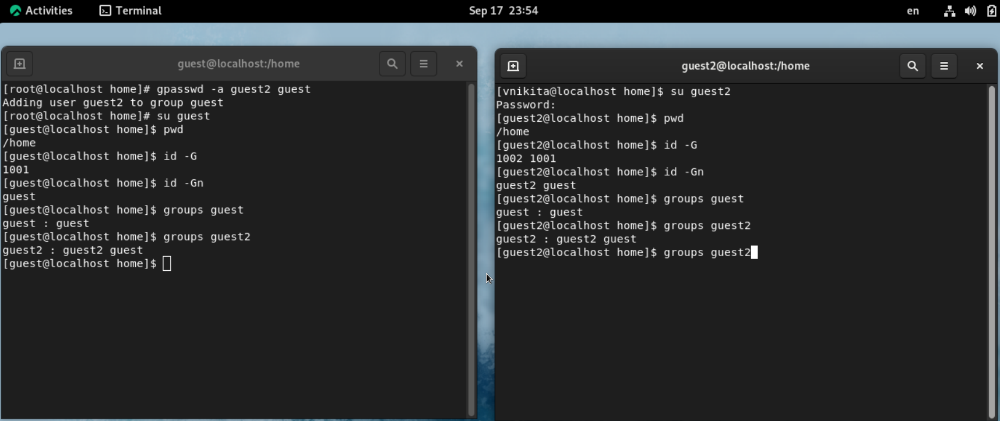 Activities Terminal Sep 17 23:54 en
guest@localhost:/home
[root@localhost home]# gpasswd -a guest2 guest
Adding user guest2 to group guest
[root@localhost home]# su guest
[guest@localhost home]$ pwd
/home
[guest@localhost home]$ id -G
1001
[guest@localhost home]$ id -Gn
guest
[guest@localhost home]$ groups guest
guest : guest
[guest@localhost home]$ groups guest2
guest2 : guest2 guest
[guest@localhost home]$
guest2@localhost:/home
[vnikita@localhost home]$ su guest2
Password:
[guest2@localhost home]$ pwd
/home
[guest2@localhost home]$ id -G
1002 1001
[guest2@localhost home]$ id -Gn
guest2 guest
[guest2@localhost home]$ groups guest
guest : guest
[guest2@localhost home]$ groups guest2
guest2 : guest2 guest
[guest2@localhost home]$ groups guest2